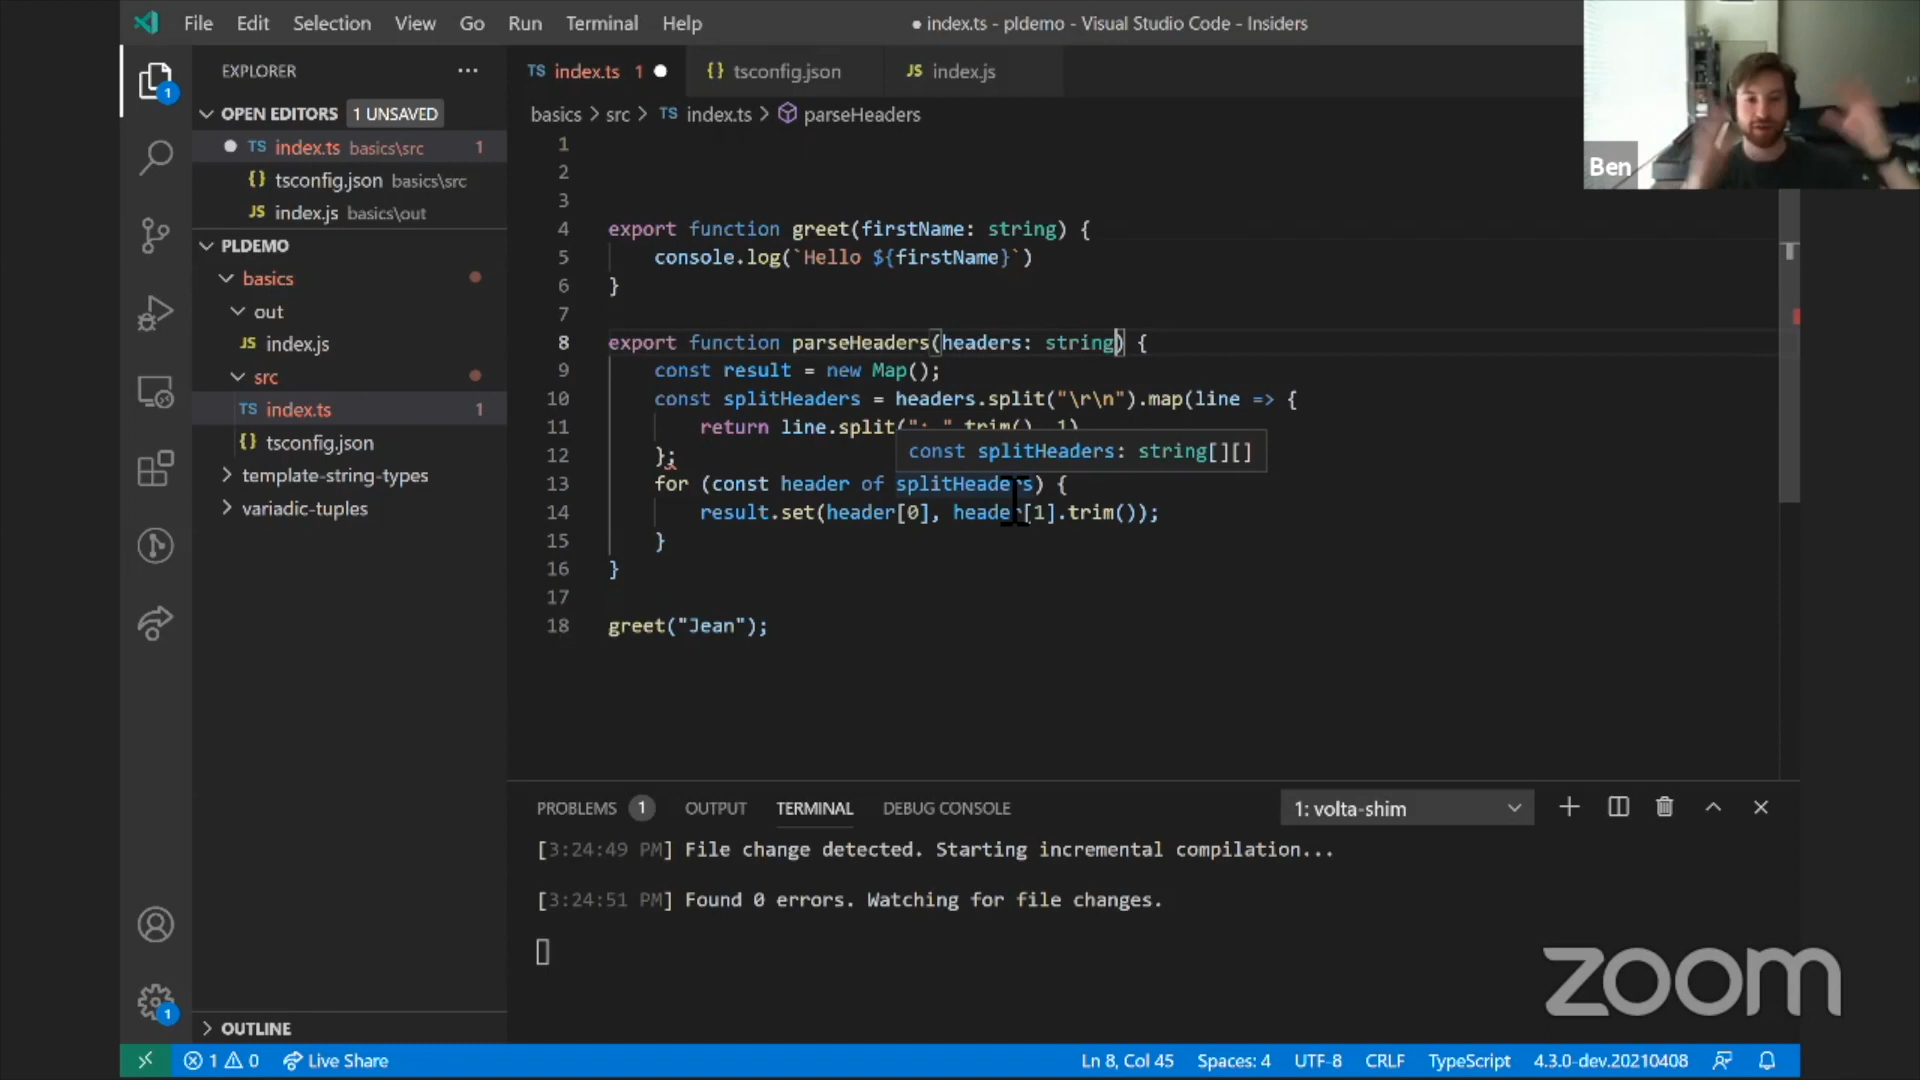 File Edit Selection View Go Run Terminal Help
● index.ts - pldemo - Visual Studio Code - Insiders
EXPLORER ···
TS index.ts 1 ●
{} tsconfig.json
JS index.js
OPEN EDITORS 1 UNSAVED
● TS index.ts basics\src 1
{} tsconfig.json basics\src
JS index.js basics\out
PLDEMO
basics
out
JS index.js
src
TS index.ts 1
{} tsconfig.json
template-string-types
variadic-tuples
OUTLINE
basics > src > TS index.ts > parseHeaders
1
2
3
4 export function greet(firstName: string) {
5 console.log(`Hello ${firstName}`)
6 }
7
8 export function parseHeaders(headers: string) {
9 const result = new Map();
10 const splitHeaders = headers.split("\r\n").map(line => {
11 return line.split(": ".trim(), 1)
const splitHeaders: string[][]
12 };
13 for (const header of splitHeaders) {
14 result.set(header[0], header[1].trim());
15 }
16 }
17
18 greet("Jean");
Ben
PROBLEMS 1 OUTPUT TERMINAL DEBUG CONSOLE 1: volta-shim
[3:24:49 PM] File change detected. Starting incremental compilation...
[3:24:51 PM] Found 0 errors. Watching for file changes.
zoom
1
1
1 0 Live Share Ln 8, Col 45 Spaces: 4 UTF-8 CRLF TypeScript 4.3.0-dev.20210408